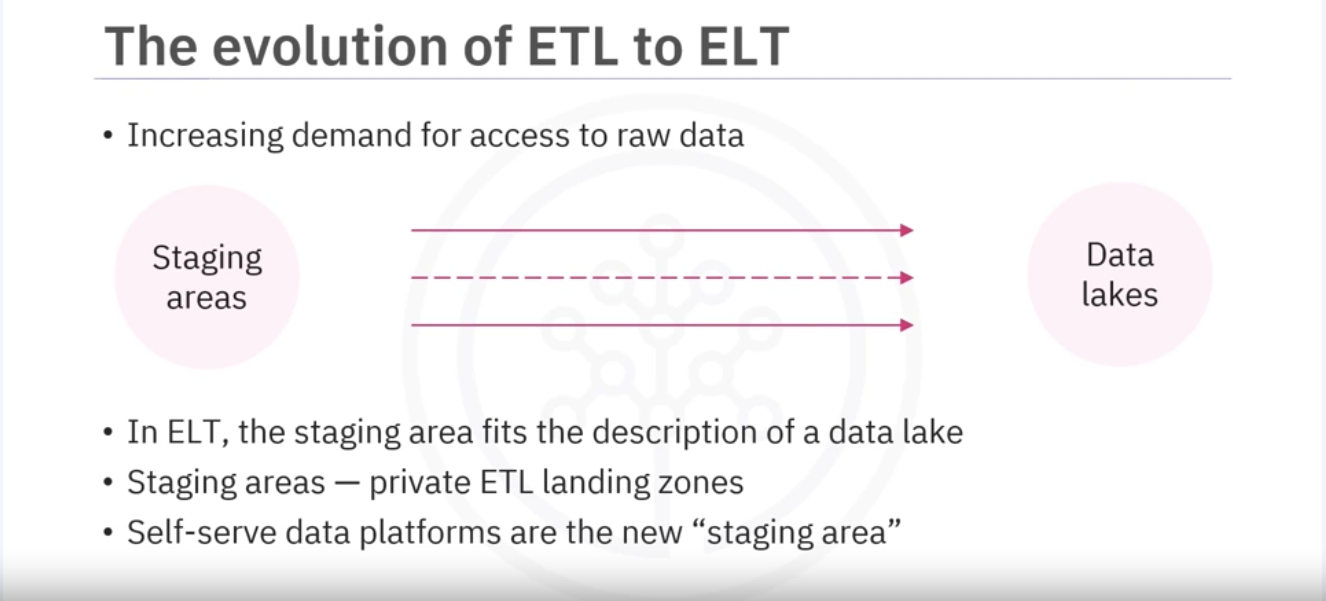 The evolution of ETL to ELT
• Increasing demand for access to raw data
Staging
areas
Data
lakes
• In ELT, the staging area fits the description of a data lake
• Staging areas — private ETL landing zones
• Self-serve data platforms are the new “staging area”